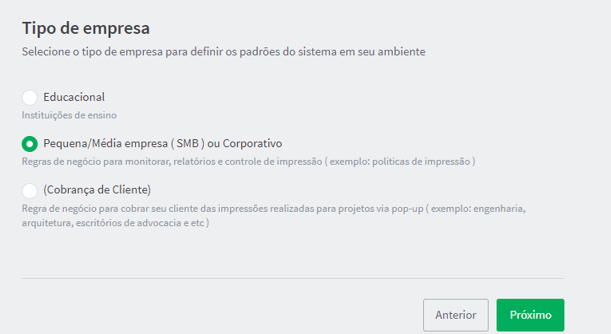 Tipo de empresa
Selecione o tipo de empresa para definir os padrões do sistema em seu ambiente
Educacional
Instituições de ensino
Pequena/Média empresa ( SMB ) ou Corporativo
Regras de negócio para monitorar, relatórios e controle de impressão ( exemplo: politicas de impressão )
(Cobrança de Cliente)
Regra de negócio para cobrar seu cliente das impressões realizadas para projetos via pop-up ( exemplo: engenharia,
arquitetura, escritórios de advocacia e etc )
Anterior Próximo